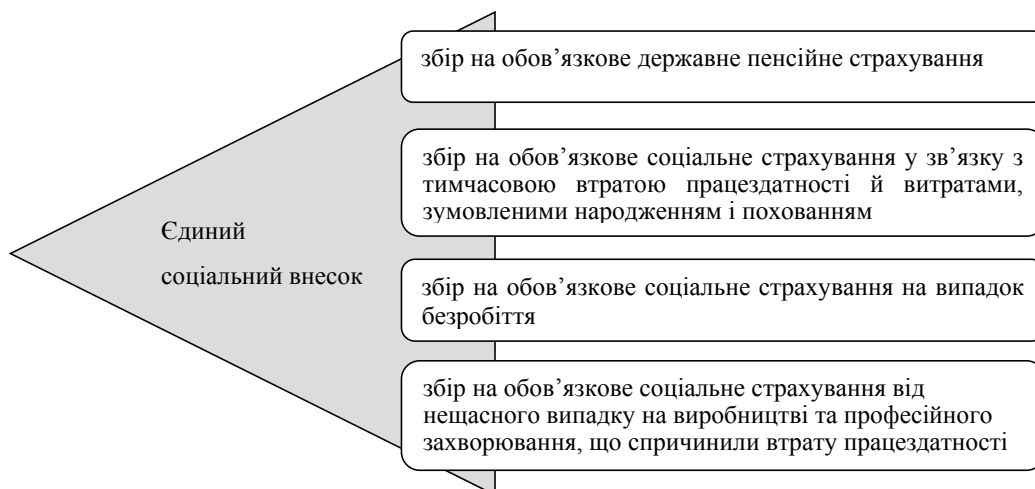 збір на обов’язкове державне пенсійне страхування
збір на обов’язкове соціальне страхування у зв’язку з
тимчасовою втратою працездатності й витратами,
зумовленими народженням і похованням
Єдиний
соціальний внесок
збір на обов’язкове соціальне страхування на випадок
безробіття
збір на обов’язкове соціальне страхування від
нещасного випадку на виробництві та професійного
захворювання, що спричинили втрату працездатності